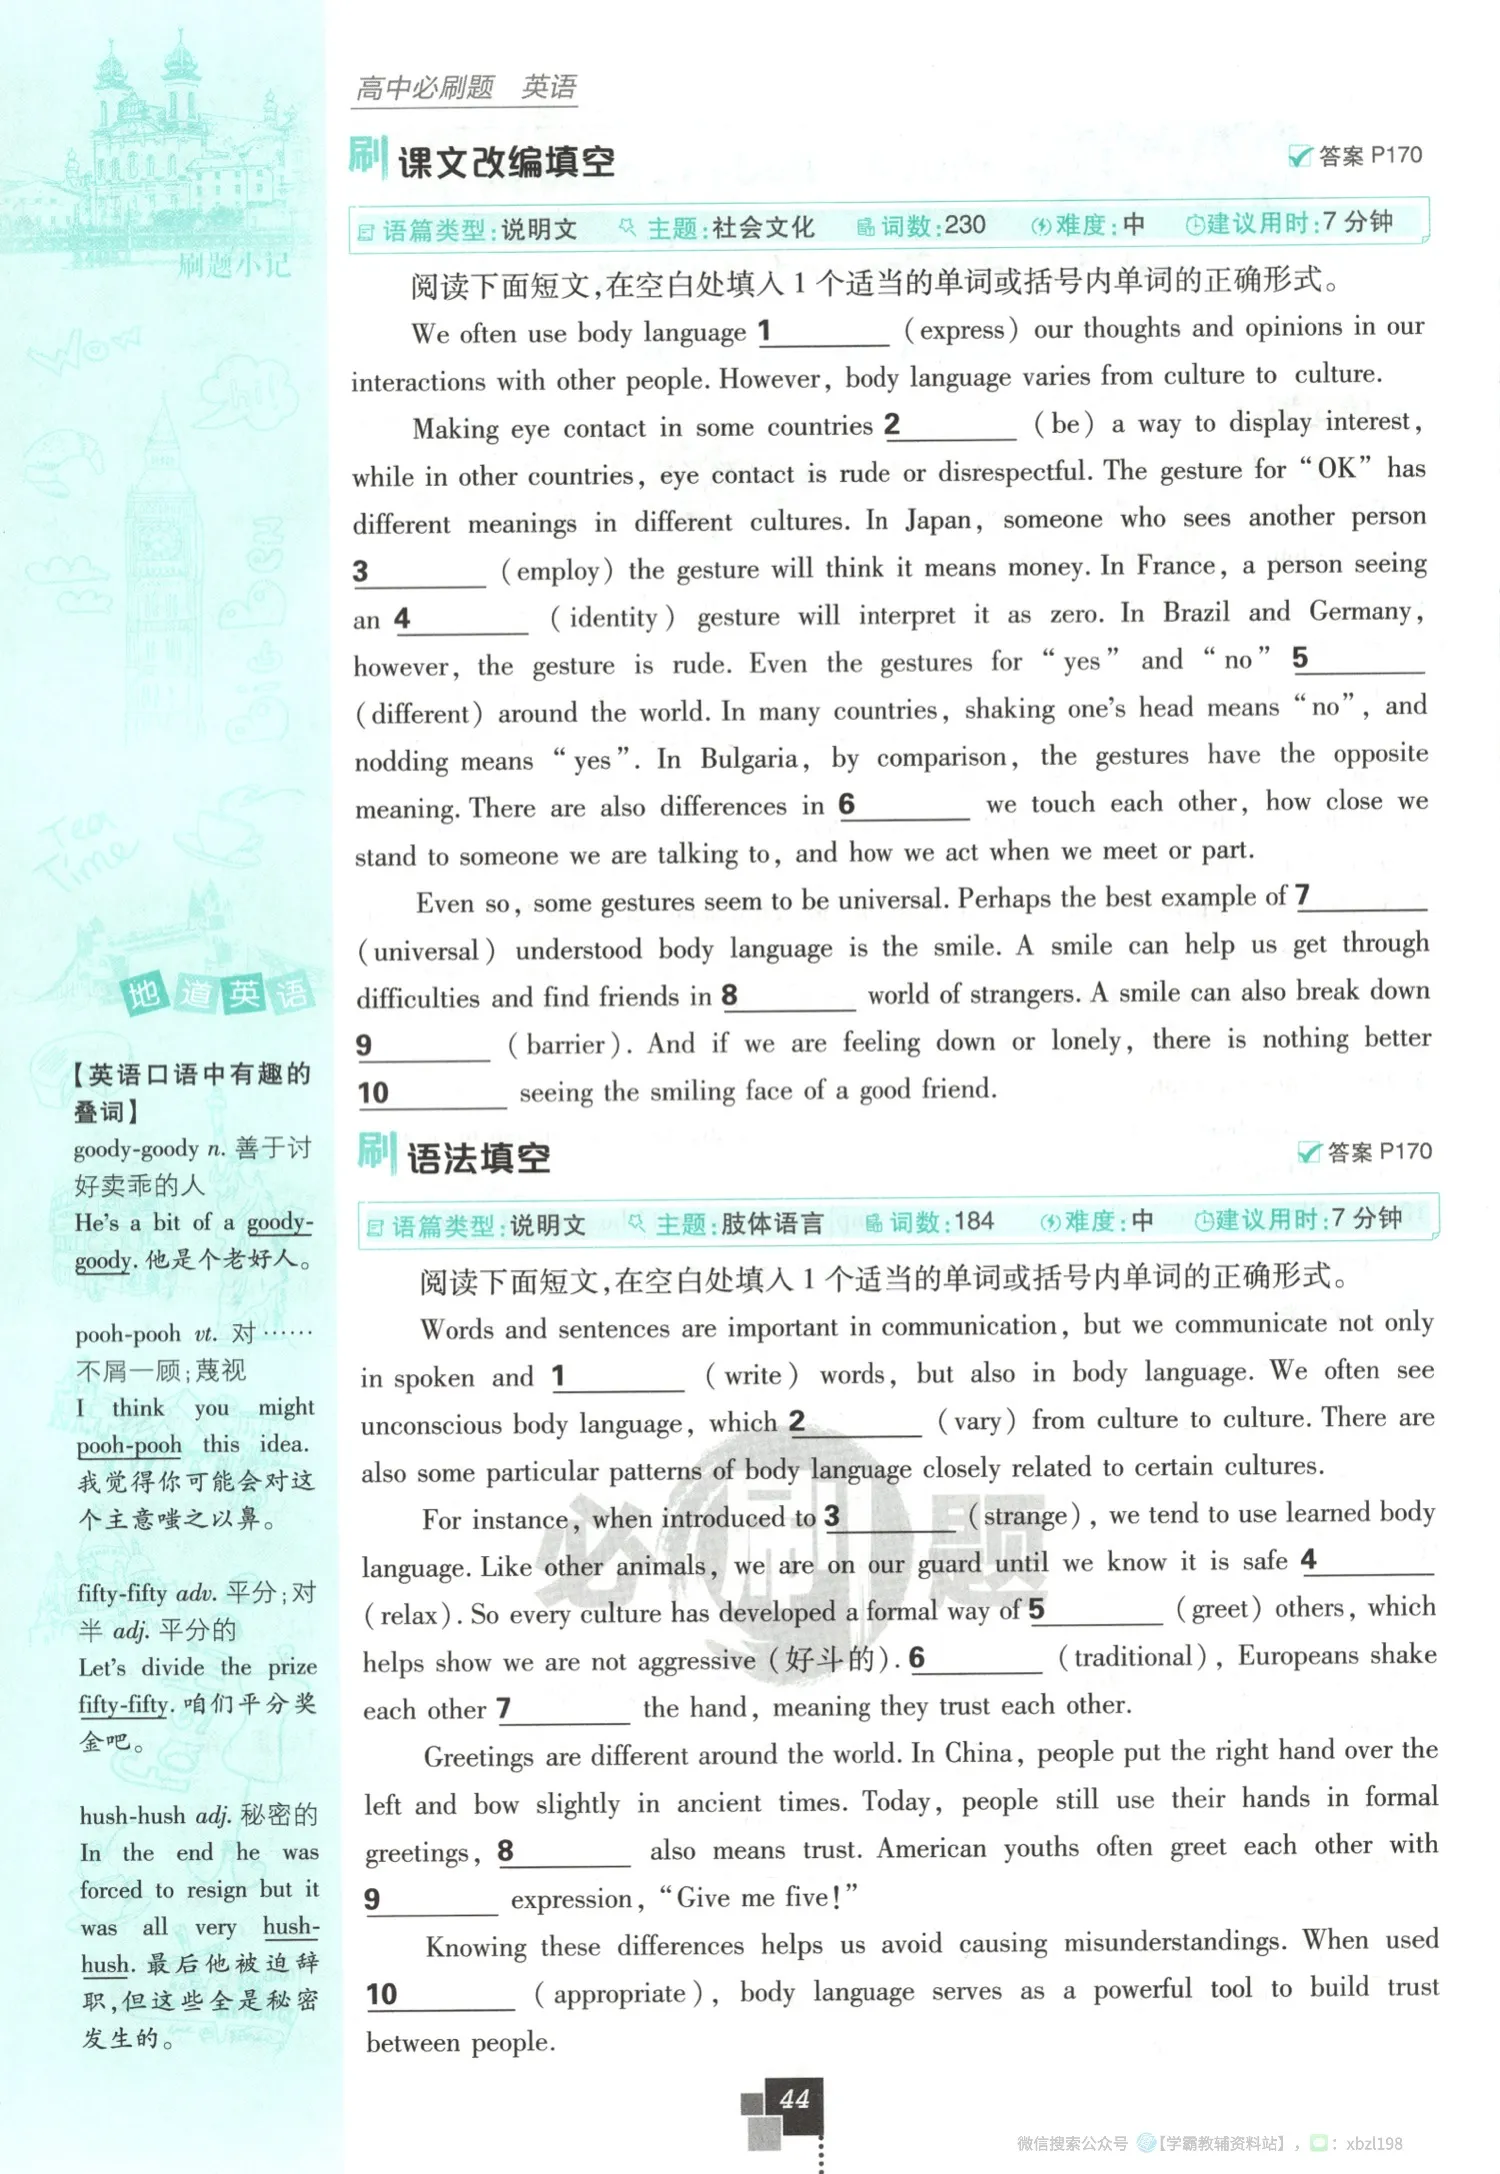 高中必刷题 英语
刷 课文改编填空
答案 P170
语篇类型:说明文 主题:社会文化 词数:230 难度:中 建议用时:7 分钟
阅读下面短文,在空白处填入 1 个适当的单词或括号内单词的正确形式。
We often use body language 1________ (express) our thoughts and opinions in our
interactions with other people. However, body language varies from culture to culture.
Making eye contact in some countries 2________ (be) a way to display interest,
while in other countries, eye contact is rude or disrespectful. The gesture for “OK” has
different meanings in different cultures. In Japan, someone who sees another person
3________ (employ) the gesture will think it means money. In France, a person seeing
an 4________ (identity) gesture will interpret it as zero. In Brazil and Germany,
however, the gesture is rude. Even the gestures for “yes” and “no” 5________
(different) around the world. In many countries, shaking one’s head means “no”, and
nodding means “yes”. In Bulgaria, by comparison, the gestures have the opposite
meaning. There are also differences in 6________ we touch each other, how close we
stand to someone we are talking to, and how we act when we meet or part.
Even so, some gestures seem to be universal. Perhaps the best example of 7________
(universal) understood body language is the smile. A smile can help us get through
difficulties and find friends in 8________ world of strangers. A smile can also break down
9________ (barrier). And if we are feeling down or lonely, there is nothing better
10________ seeing the smiling face of a good friend.
刷 语法填空
答案 P170
语篇类型:说明文 主题:肢体语言 词数:184 难度:中 建议用时:7 分钟
阅读下面短文,在空白处填入 1 个适当的单词或括号内单词的正确形式。
Words and sentences are important in communication, but we communicate not only
in spoken and 1________ (write) words, but also in body language. We often see
unconscious body language, which 2________ (vary) from culture to culture. There are
also some particular patterns of body language closely related to certain cultures.
For instance, when introduced to 3________ (strange), we tend to use learned body
language. Like other animals, we are on our guard until we know it is safe 4________
(relax). So every culture has developed a formal way of 5________ (greet) others, which
helps show we are not aggressive (好斗的). 6________ (traditional), Europeans shake
each other 7________ the hand, meaning they trust each other.
Greetings are different around the world. In China, people put the right hand over the
left and bow slightly in ancient times. Today, people still use their hands in formal
greetings, 8________ also means trust. American youths often greet each other with
9________ expression, “Give me five!”
Knowing these differences helps us avoid causing misunderstandings. When used
10________ (appropriate), body language serves as a powerful tool to build trust
between people.
必刷题
刷题小记
Wow
Big Ben
Tea
Time
地道英语
【英语口语中有趣的
叠词】
goody-goody n. 善于讨
好卖乖的人
He’s a bit of a goody-
goody. 他是个老好人。
pooh-pooh vt. 对……
不屑一顾;蔑视
I think you might
pooh-pooh this idea.
我觉得你可能会对这
个主意嗤之以鼻。
fifty-fifty adv. 平分;对
半 adj. 平分的
Let’s divide the prize
fifty-fifty. 咱们平分奖
金吧。
hush-hush adj. 秘密的
In the end he was
forced to resign but it
was all very hush-
hush. 最后他被迫辞
职,但这些全是秘密
发生的。
44
微信搜索公众号【学霸教辅资料站】,:xbzl198